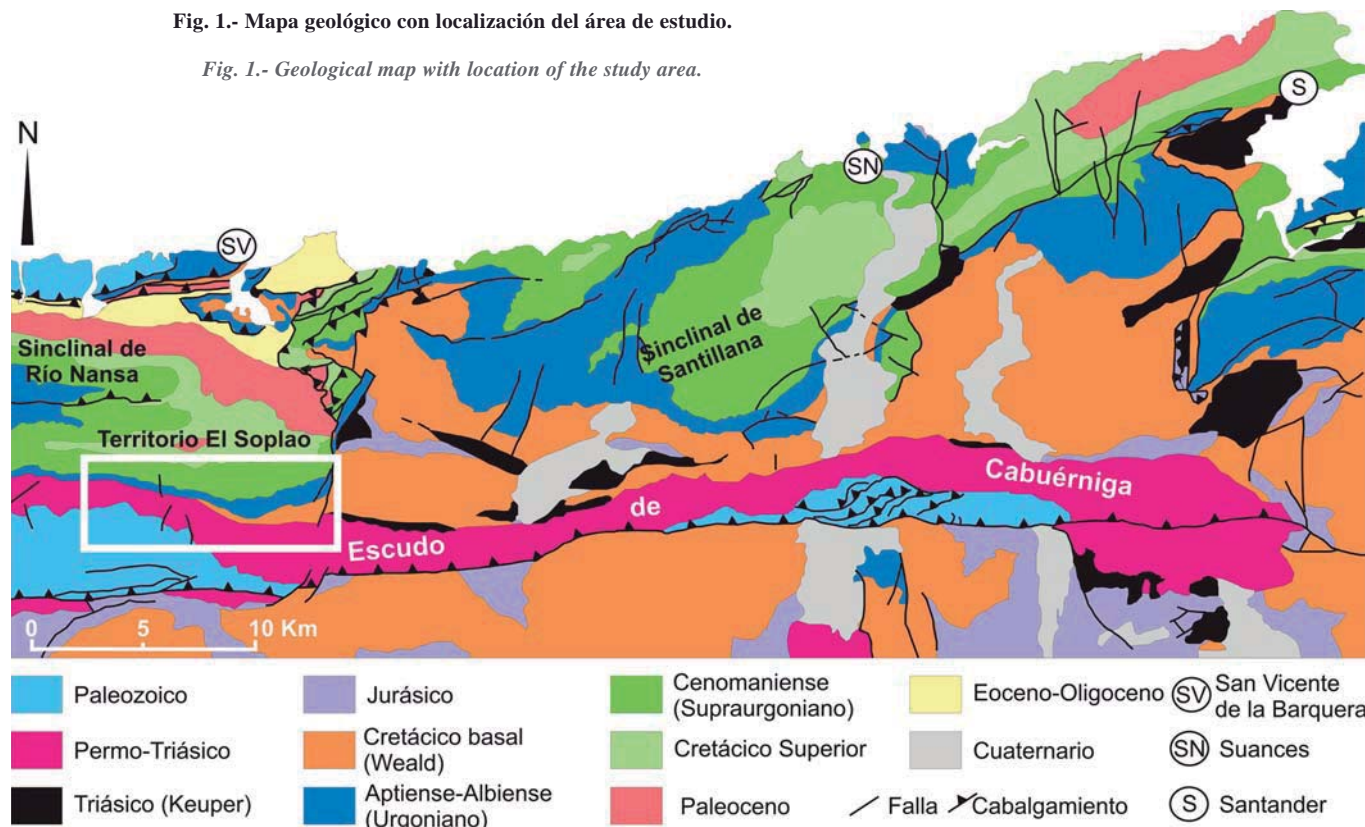 Fig. 1.- Mapa geológico con localización del área de estudio.
Fig. 1.- Geological map with location of the study area.
S
N
SN
SV
Sinclinal de
Río Nansa
Sinclinal de
Santillana
Territorio El Soplao
Escudo de Cabuérniga
0 5 10 Km
Paleozoico
Permo-Triásico
Triásico (Keuper)
Jurásico
Cretácico basal
(Weald)
Aptiense-Albiense
(Urgoniano)
Cenomaniense
(Supraurgoniano)
Cretácico Superior
Paleoceno
Eoceno-Oligoceno
Cuaternario
Falla
Cabalgamiento
SV San Vicente
de la Barquera
SN Suances
S Santander